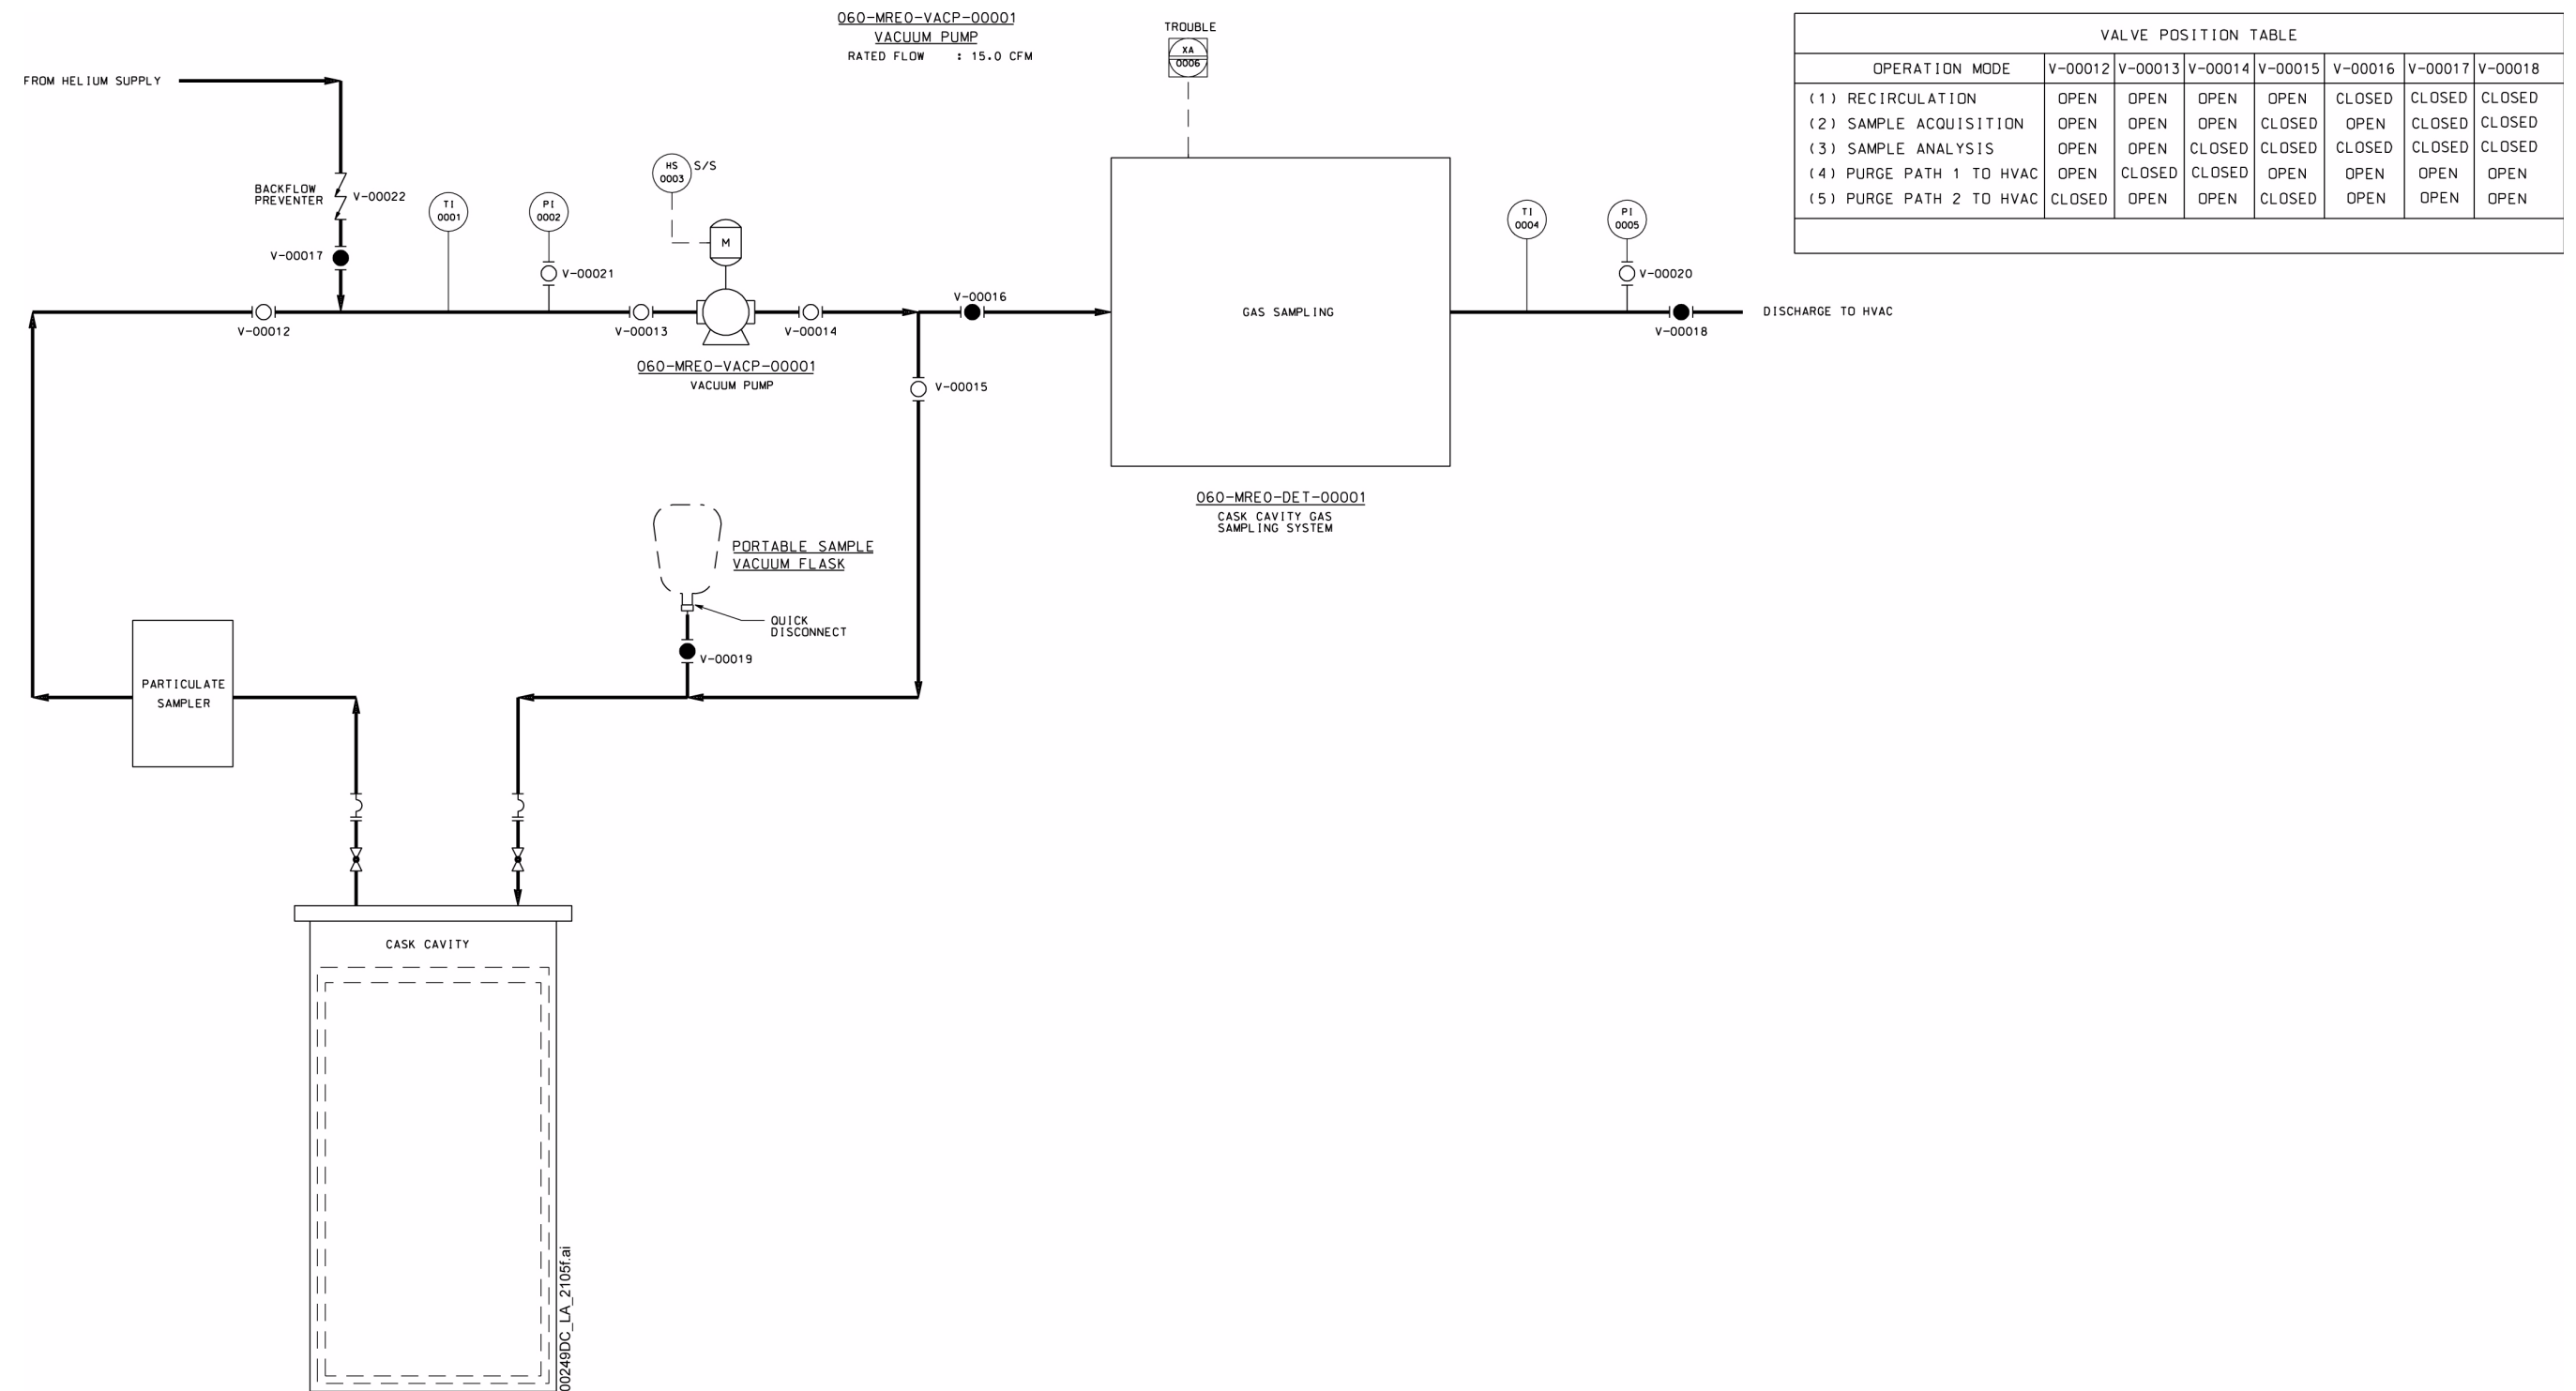 060-MREO-VACP-00001
VACUUM PUMP
RATED FLOW : 15.0 CFM
TROUBLE
XA
0006
VALVE POSITION TABLE
OPERATION MODE V-00012 V-00013 V-00014 V-00015 V-00016 V-00017 V-00018
(1) RECIRCULATION OPEN OPEN OPEN OPEN CLOSED CLOSED CLOSED
(2) SAMPLE ACQUISITION OPEN OPEN OPEN CLOSED OPEN CLOSED CLOSED
(3) SAMPLE ANALYSIS OPEN OPEN CLOSED CLOSED CLOSED CLOSED CLOSED
(4) PURGE PATH 1 TO HVAC OPEN CLOSED CLOSED OPEN OPEN OPEN OPEN
(5) PURGE PATH 2 TO HVAC CLOSED OPEN OPEN CLOSED OPEN OPEN OPEN
FROM HELIUM SUPPLY
BACKFLOW
PREVENTER
V-00022
V-00017
TI
0001
PI
0002
V-00021
HS
0003
S/S
M
TI
0004
PI
0005
V-00020
V-00012
V-00013
V-00014
V-00016
GAS SAMPLING
V-00018
DISCHARGE TO HVAC
060-MREO-VACP-00001
VACUUM PUMP
V-00015
060-MREO-DET-00001
CASK CAVITY GAS
SAMPLING SYSTEM
PORTABLE SAMPLE
VACUUM FLASK
QUICK
DISCONNECT
V-00019
PARTICULATE
SAMPLER
CASK CAVITY
00249DC_LA_2105f.ai